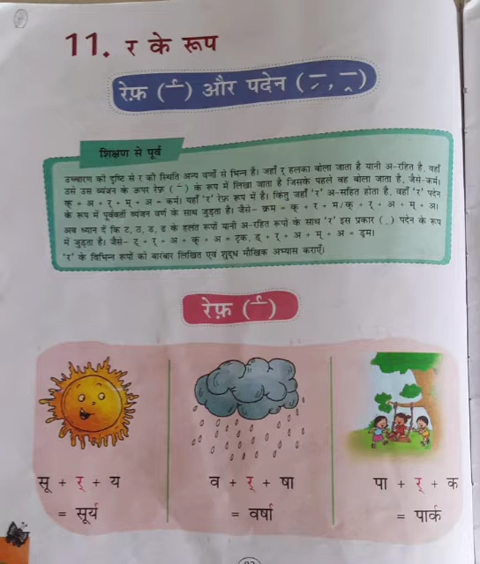 11. र के रूप
रेफ़ (र्) और पदेन (
शिक्षण से पूर्व
उच्चारण की दृष्टि से र की स्थिति अन्य वर्णों से भिन्न है। जहाँ र् हलका बोला जाता है यानी अ-रहित है, वहाँ
उसे उस व्यंजन के ऊपर रेफ़ (र्) के रूप में लिखा जाता है जिसके पहले वह बोला जाता है, जैसे-कर्म।
क् + अ + र् + म् + अ = कर्म। यहाँ 'र' रेफ़ रूप में है। किंतु जहाँ 'र' अ-सहित होता है, वहाँ 'र' पदेन
के रूप में पूर्ववर्ती व्यंजन वर्ण के साथ जुड़ता है। जैसे- क्रम = क् + र + म/क् + र् + अ + म् + अ।
अब ध्यान दें कि ट, ठ, ड, ढ के हलंत रूपों यानी अ-रहित रूपों के साथ 'र' इस प्रकार (‸) पदेन के रूप
में जुड़ता है। जैसे- ट् + र् + अ + क् + अ = ट्रक, ड् + र् + अ + म् + अ = ड्रम।
'र' के विभिन्न रूपों को बारंबार लिखित एवं शुद्ध मौखिक अभ्यास कराएँ।
रेफ़ (र्)
सू + र् + य व + र् + षा पा + र् + क
= सूर्य = वर्षा = पार्क